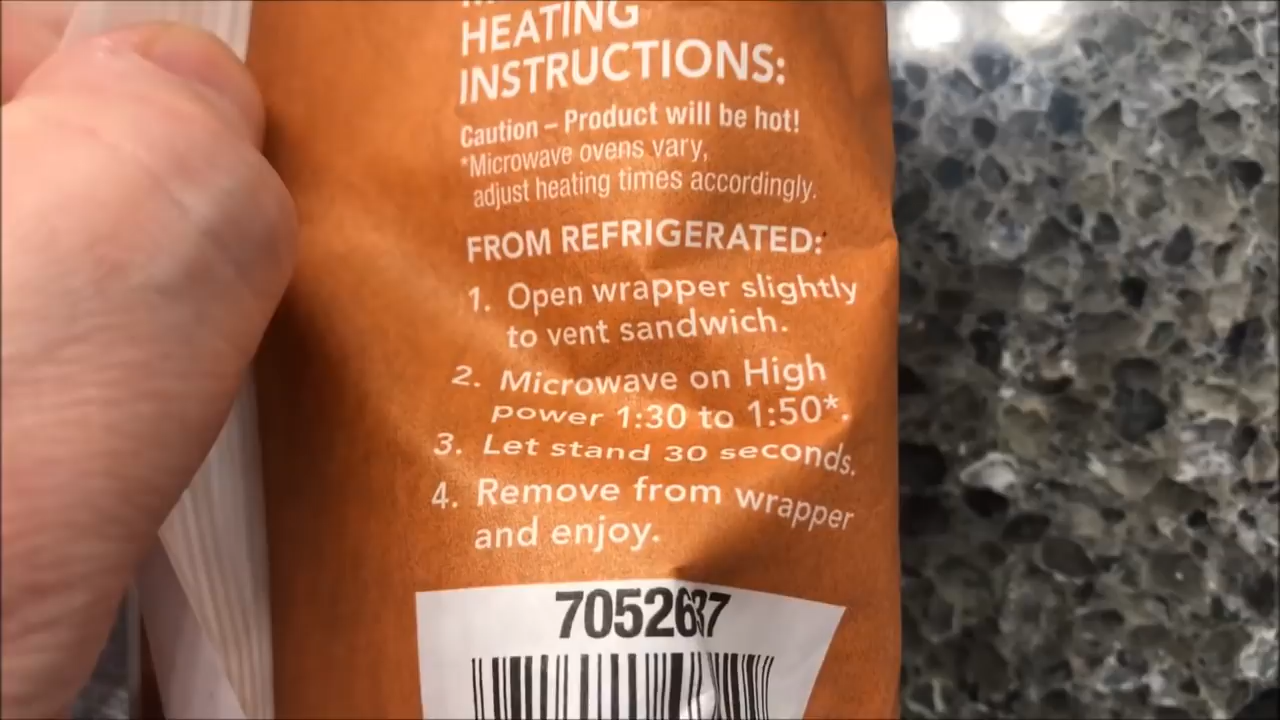 HEATING
INSTRUCTIONS:
Caution – Product will be hot!
*Microwave ovens vary,
adjust heating times accordingly.
FROM REFRIGERATED:
1. Open wrapper slightly
to vent sandwich.
2. Microwave on High
power 1:30 to 1:50*.
3. Let stand 30 seconds.
4. Remove from wrapper
and enjoy.